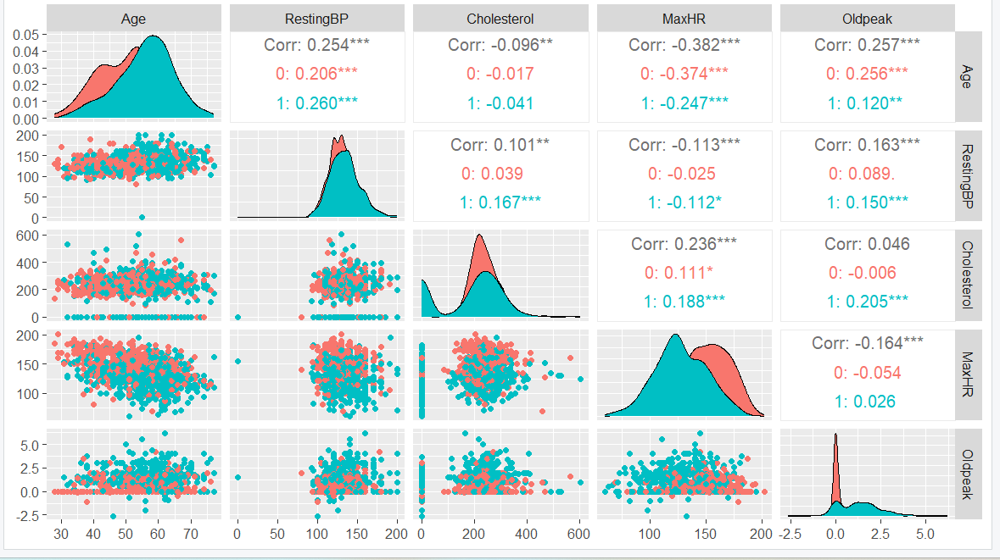 Age RestingBP Cholesterol MaxHR Oldpeak
0.05
0.04
0.03
0.02
0.01
0.00
Corr: 0.254***
0: 0.206***
1: 0.260***
Corr: -0.096**
0: -0.017
1: -0.041
Corr: -0.382***
0: -0.374***
1: -0.247***
Corr: 0.257***
0: 0.256***
1: 0.120**
Age
200
150
100
50
0
Corr: 0.101**
0: 0.039
1: 0.167***
Corr: -0.113***
0: -0.025
1: -0.112*
Corr: 0.163***
0: 0.089.
1: 0.150***
RestingBP
600
400
200
0
Corr: 0.236***
0: 0.111*
1: 0.188***
Corr: 0.046
0: -0.006
1: 0.205***
Cholesterol
200
150
100
Corr: -0.164***
0: -0.054
1: 0.026
MaxHR
5.0
2.5
0.0
-2.5
Oldpeak
30 40 50 60 70 0 50 100 150 200 0 200 400 600 100 150 200 -2.5 0.0 2.5 5.0